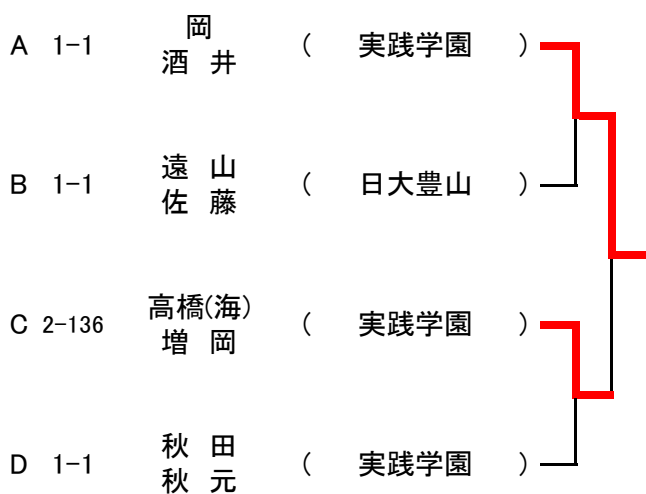 岡
A 1-1 ( 実践学園 )
酒 井
遠 山
B 1-1 ( 日大豊山 )
佐 藤
高橋(海)
C 2-136 ( 実践学園 )
増 岡
秋 田
D 1-1 ( 実践学園 )
秋 元